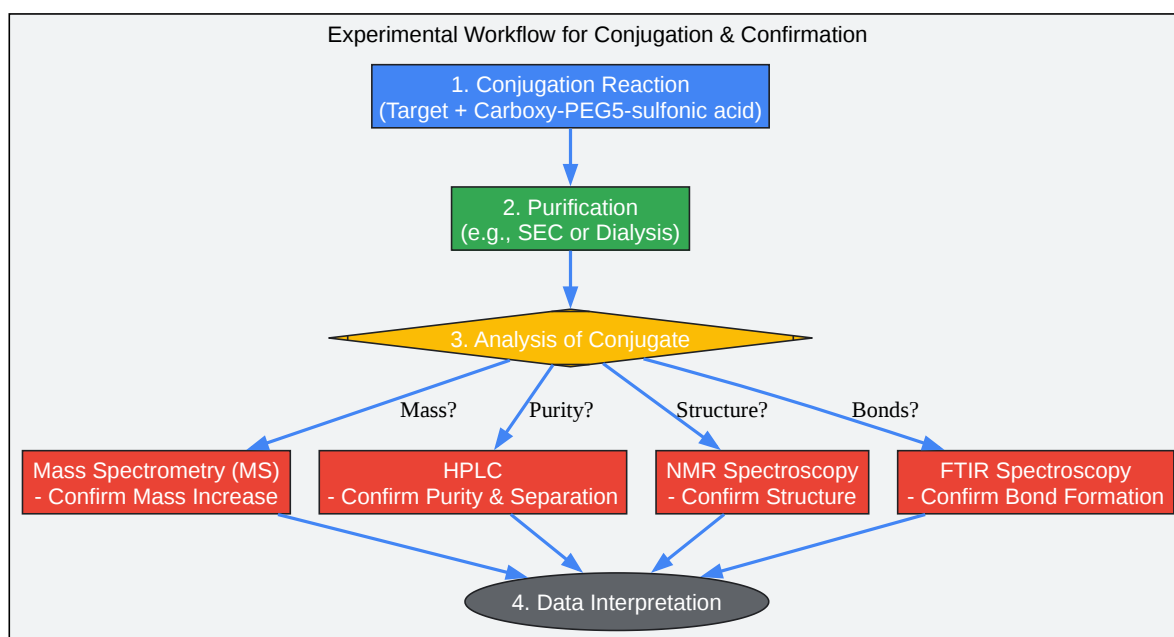 Experimental Workflow for Conjugation & Confirmation
1. Conjugation Reaction
(Target + Carboxy-PEG5-sulfonic acid)
2. Purification
(e.g., SEC or Dialysis)
3. Analysis of Conjugate
Mass?
Purity?
Structure?
Bonds?
Mass Spectrometry (MS)
- Confirm Mass Increase
HPLC
- Confirm Purity & Separation
NMR Spectroscopy
- Confirm Structure
FTIR Spectroscopy
- Confirm Bond Formation
4. Data Interpretation